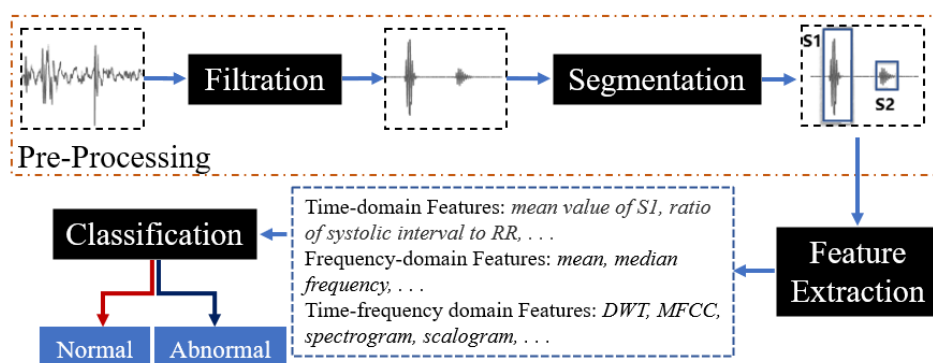 S1
Filtration
Segmentation
S2
Pre-Processing
Time-domain Features: mean value of S1, ratio
of systolic interval to RR, . . .
Frequency-domain Features: mean, median
frequency, . . .
Time-frequency domain Features: DWT, MFCC,
spectrogram, scalogram, . . .
Feature
Extraction
Classification
Normal
Abnormal